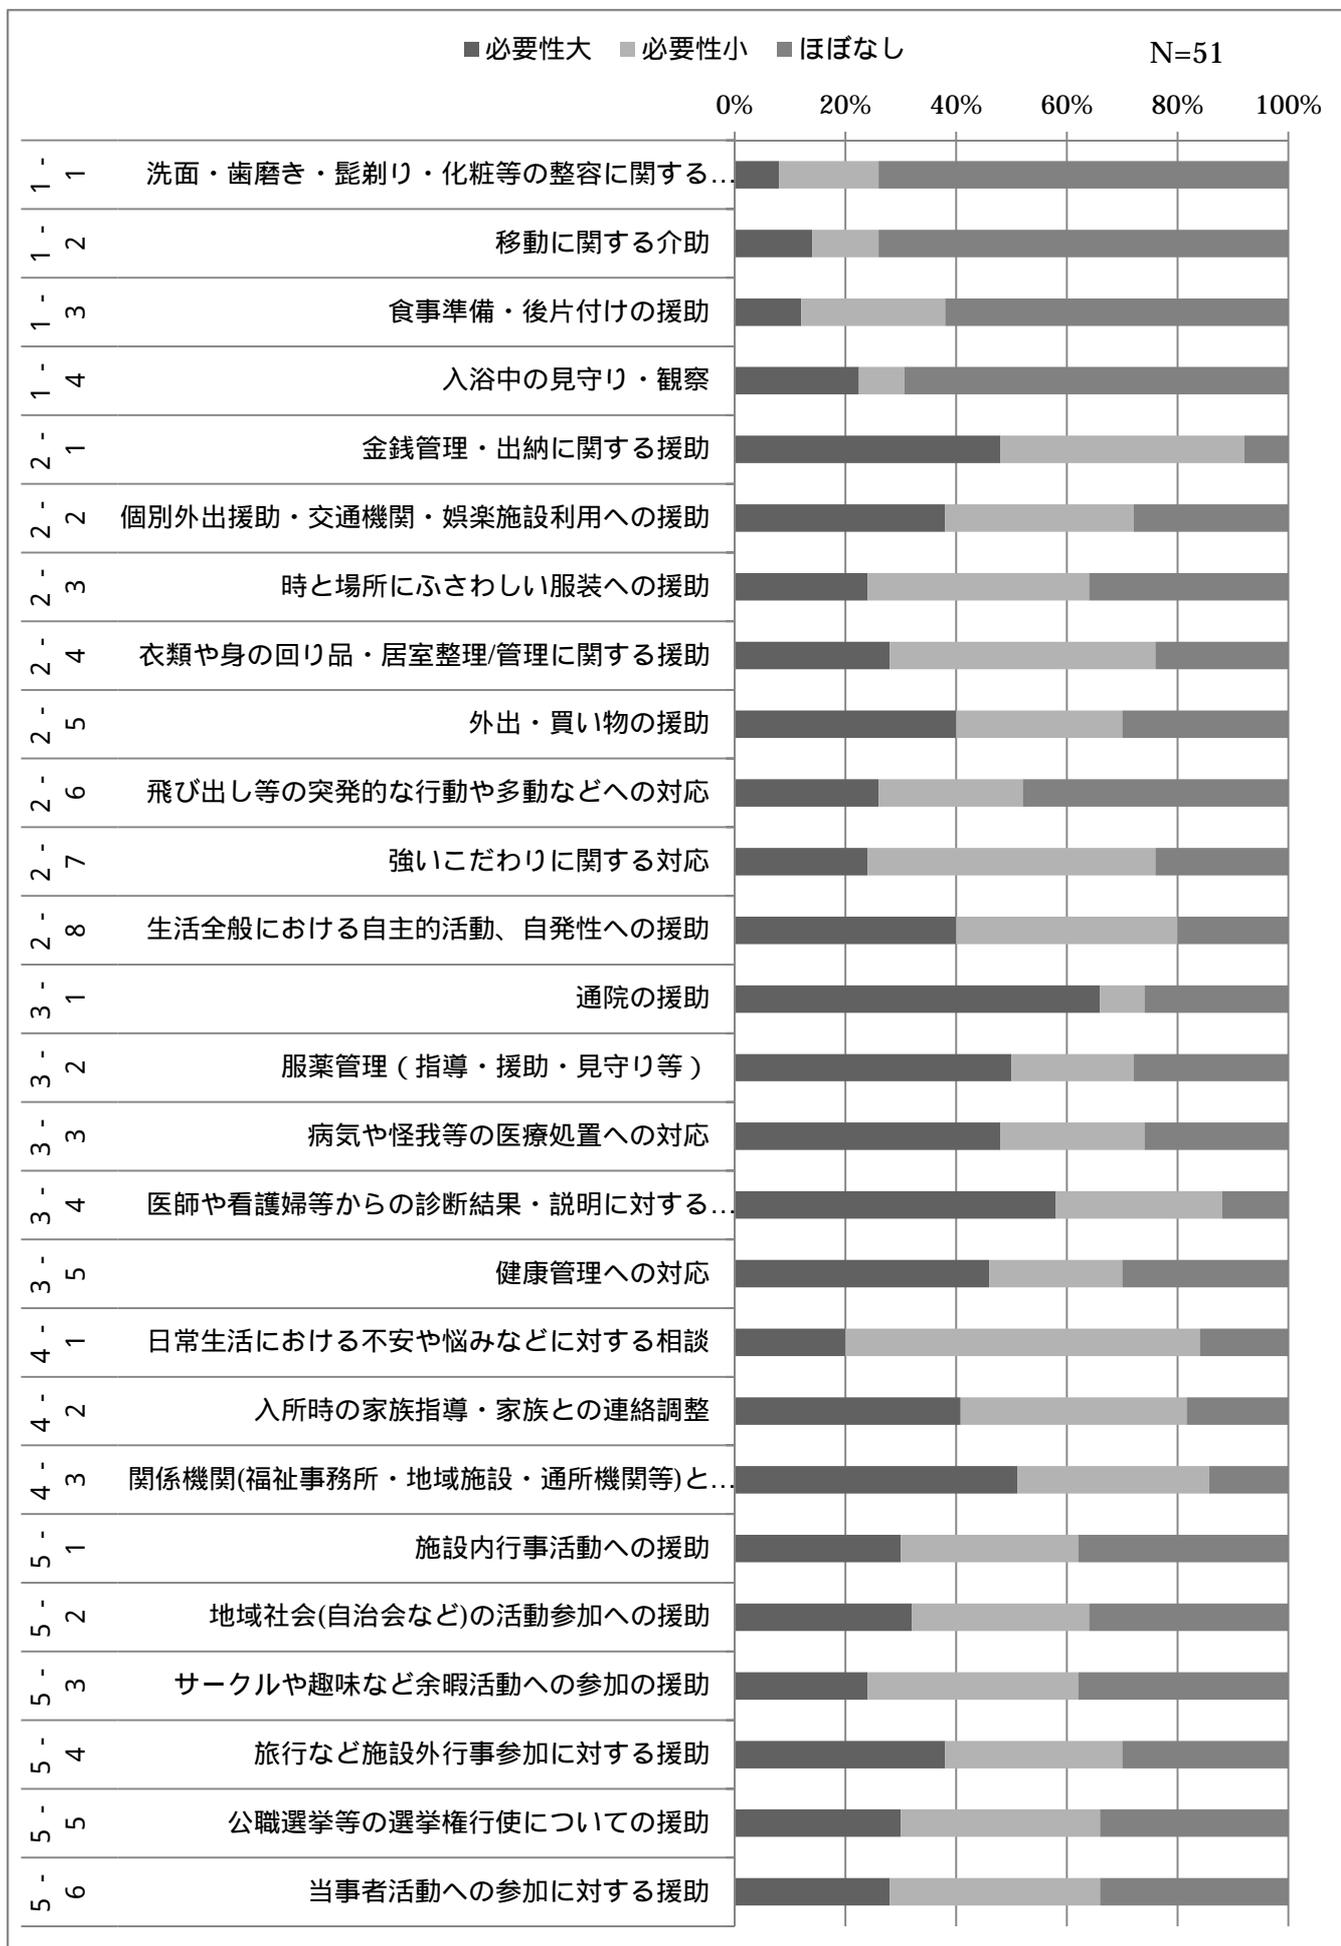 必要性大 必要性小 ほぼなし N=51
0% 20% 40% 60% 80% 100%
1-1 洗面・歯磨き・髭剃り・化粧等の整容に関する…
1-2 移動に関する介助
1-3 食事準備・後片付けの援助
1-4 入浴中の見守り・観察
2-1 金銭管理・出納に関する援助
2-2 個別外出援助・交通機関・娯楽施設利用への援助
2-3 時と場所にふさわしい服装への援助
2-4 衣類や身の回り品・居室整理/管理に関する援助
2-5 外出・買い物の援助
2-6 飛び出し等の突発的な行動や多動などへの対応
2-7 強いこだわりに関する対応
2-8 生活全般における自主的活動、自発性への援助
3-1 通院の援助
3-2 服薬管理（指導・援助・見守り等）
3-3 病気や怪我等の医療処置への対応
3-4 医師や看護婦等からの診断結果・説明に対する…
3-5 健康管理への対応
4-1 日常生活における不安や悩みなどに対する相談
4-2 入所時の家族指導・家族との連絡調整
4-3 関係機関(福祉事務所・地域施設・通所機関等)と…
5-1 施設内行事活動への援助
5-2 地域社会(自治会など)の活動参加への援助
5-3 サークルや趣味など余暇活動への参加の援助
5-4 旅行など施設外行事参加に対する援助
5-5 公職選挙等の選挙権行使についての援助
5-6 当事者活動への参加に対する援助